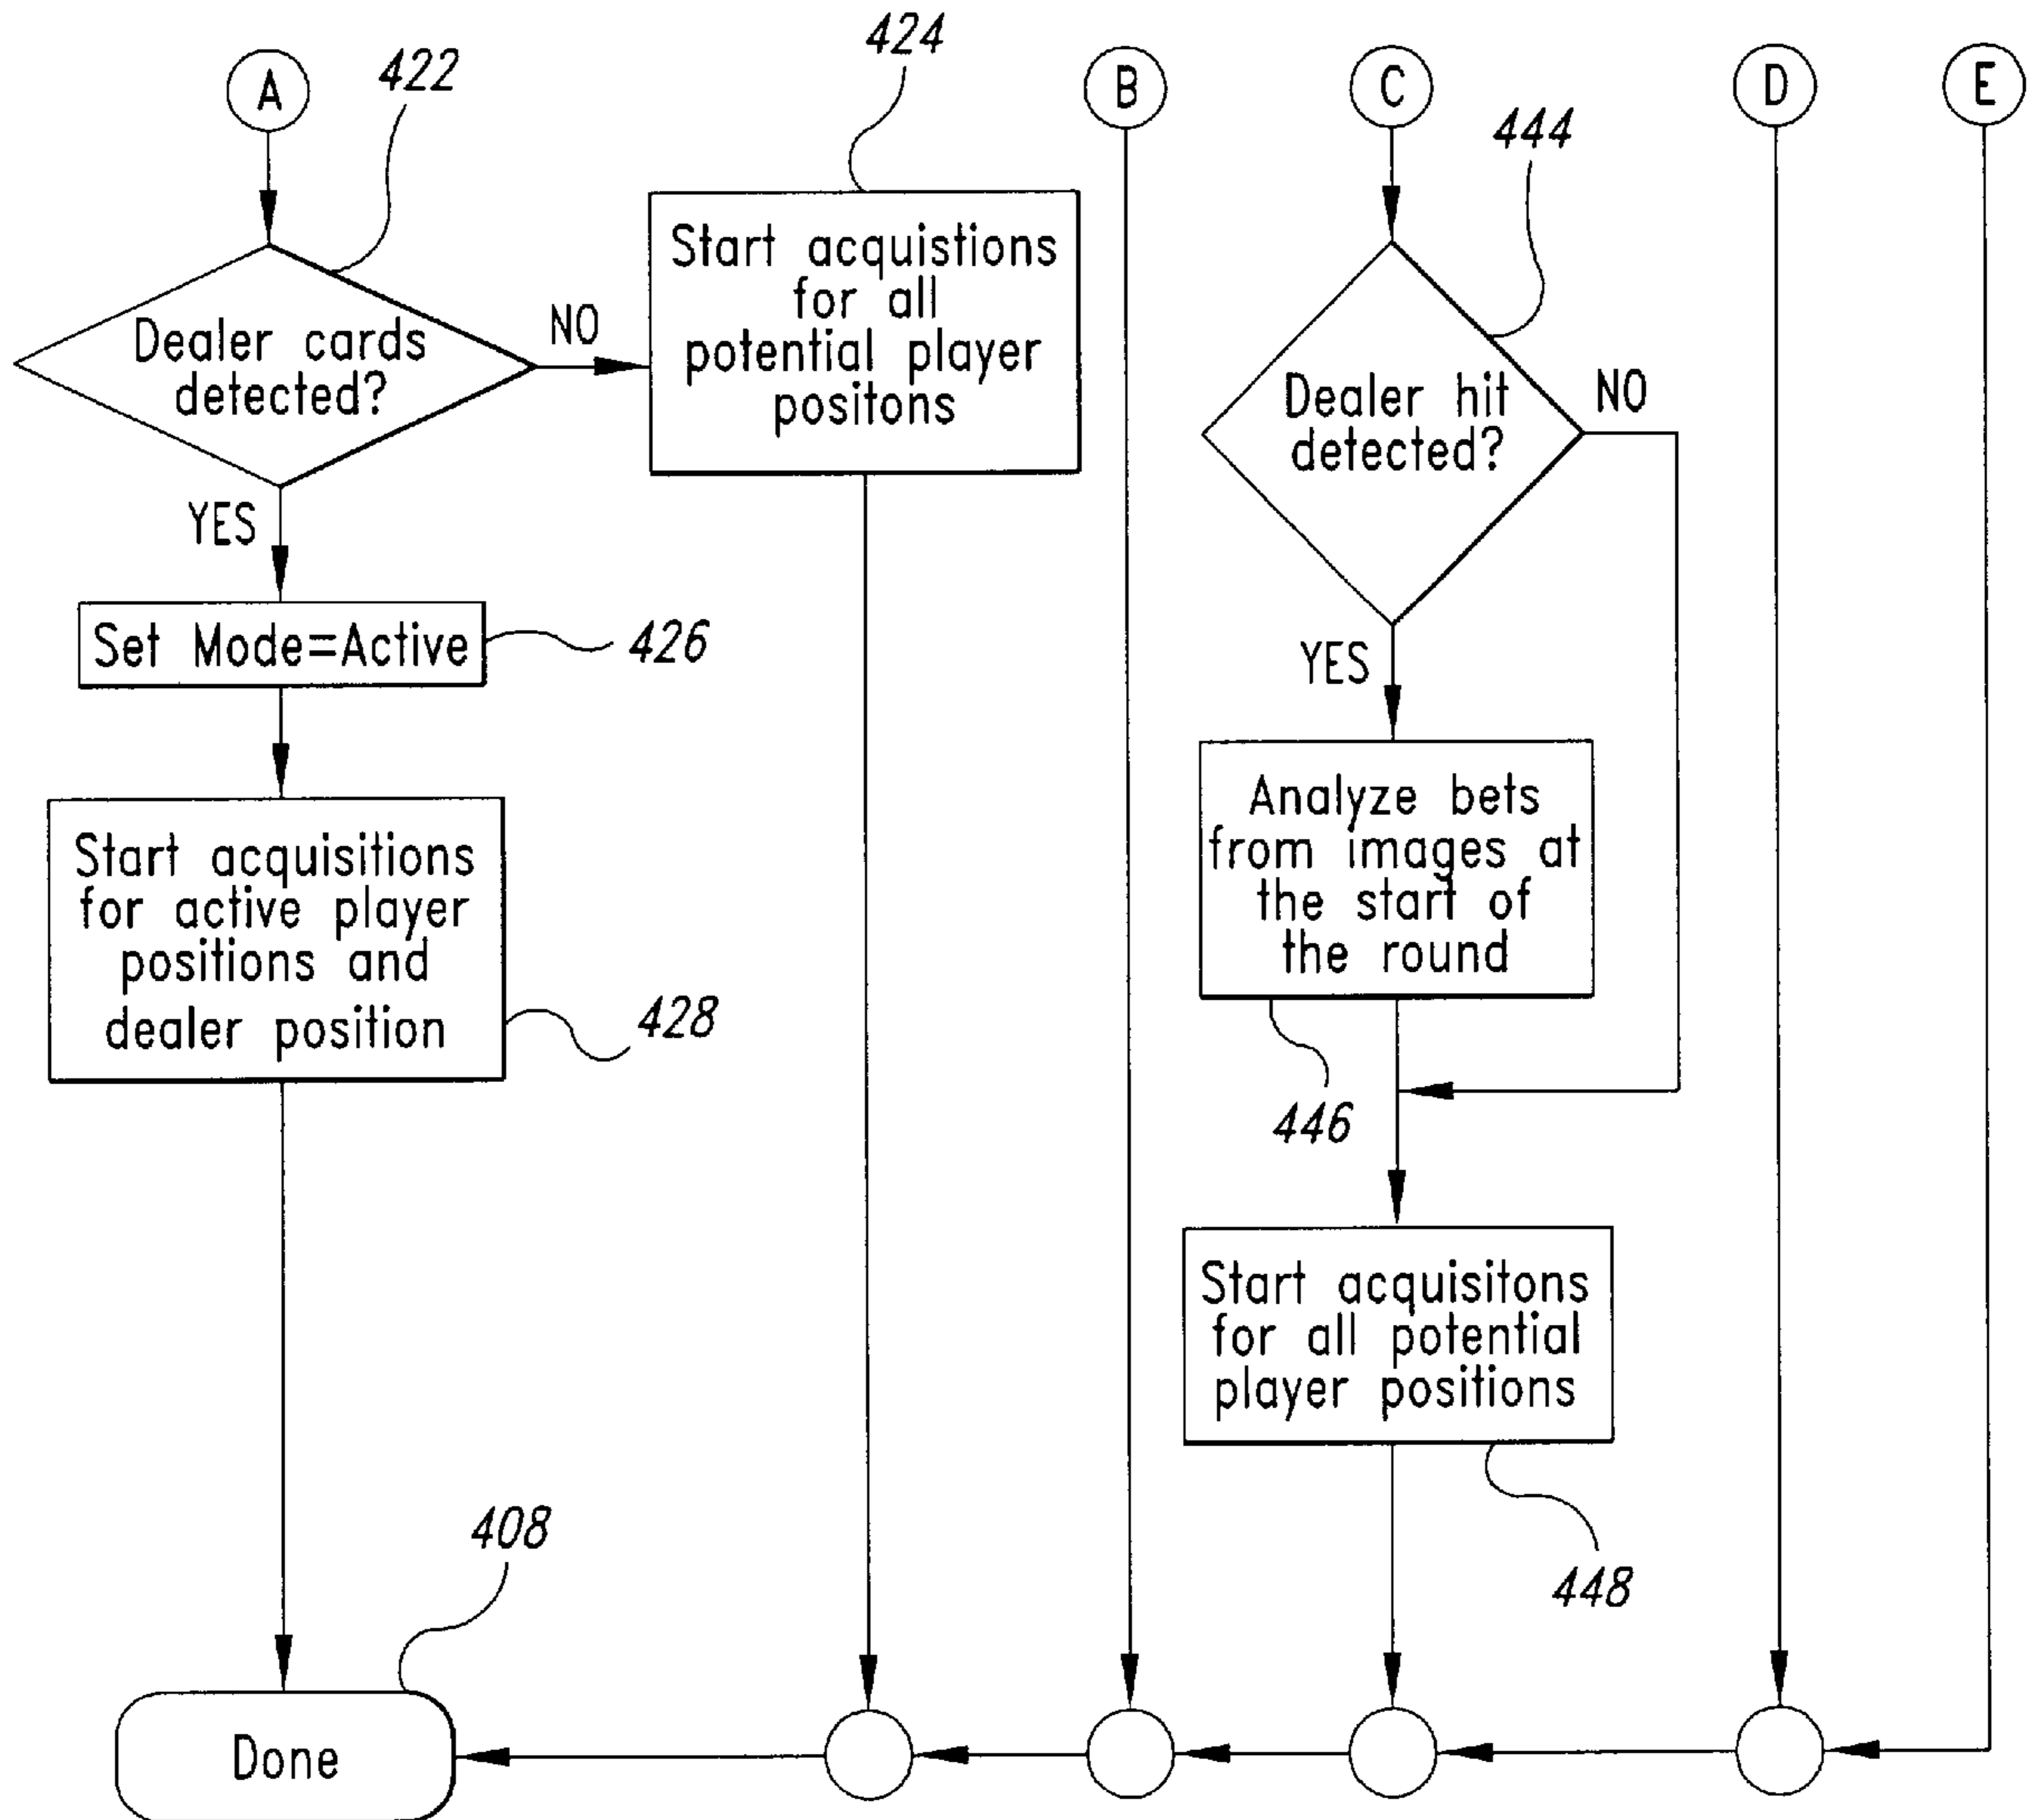 A
422
424
B
C
D
E
444
Dealer cards
detected?
NO
Start acquistions
for all
potential player
positons
Dealer hit
detected?
NO
YES
Set Mode=Active
426
YES
Start acquisitions
for active player
positions and
dealer position
428
Analyze bets
from images at
the start of
the round
446
Start acquisitons
for all potential
player positions
448
408
Done